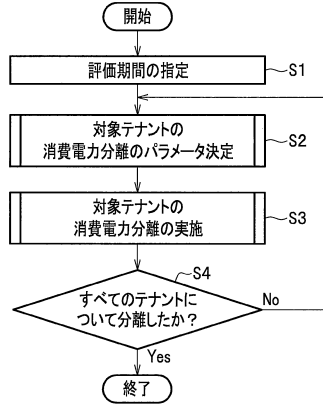 開始
評価期間の指定
S1
対象テナントの
消費電力分離のパラメータ決定
S2
対象テナントの
消費電力分離の実施
S3
S4
すべてのテナントに
ついて分離したか？
No
Yes
終了